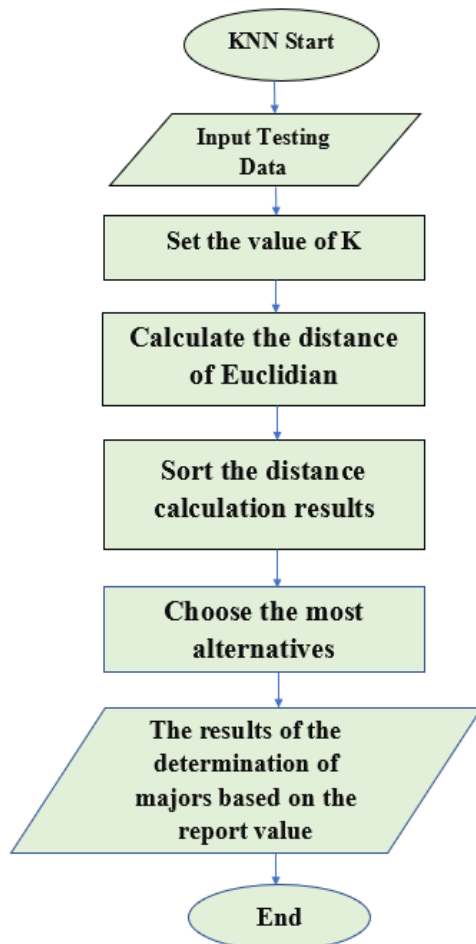 KNN Start
Input Testing
Data
Set the value of K
Calculate the distance
of Euclidian
Sort the distance
calculation results
Choose the most
alternatives
The results of the
determination of
majors based on the
report value
End